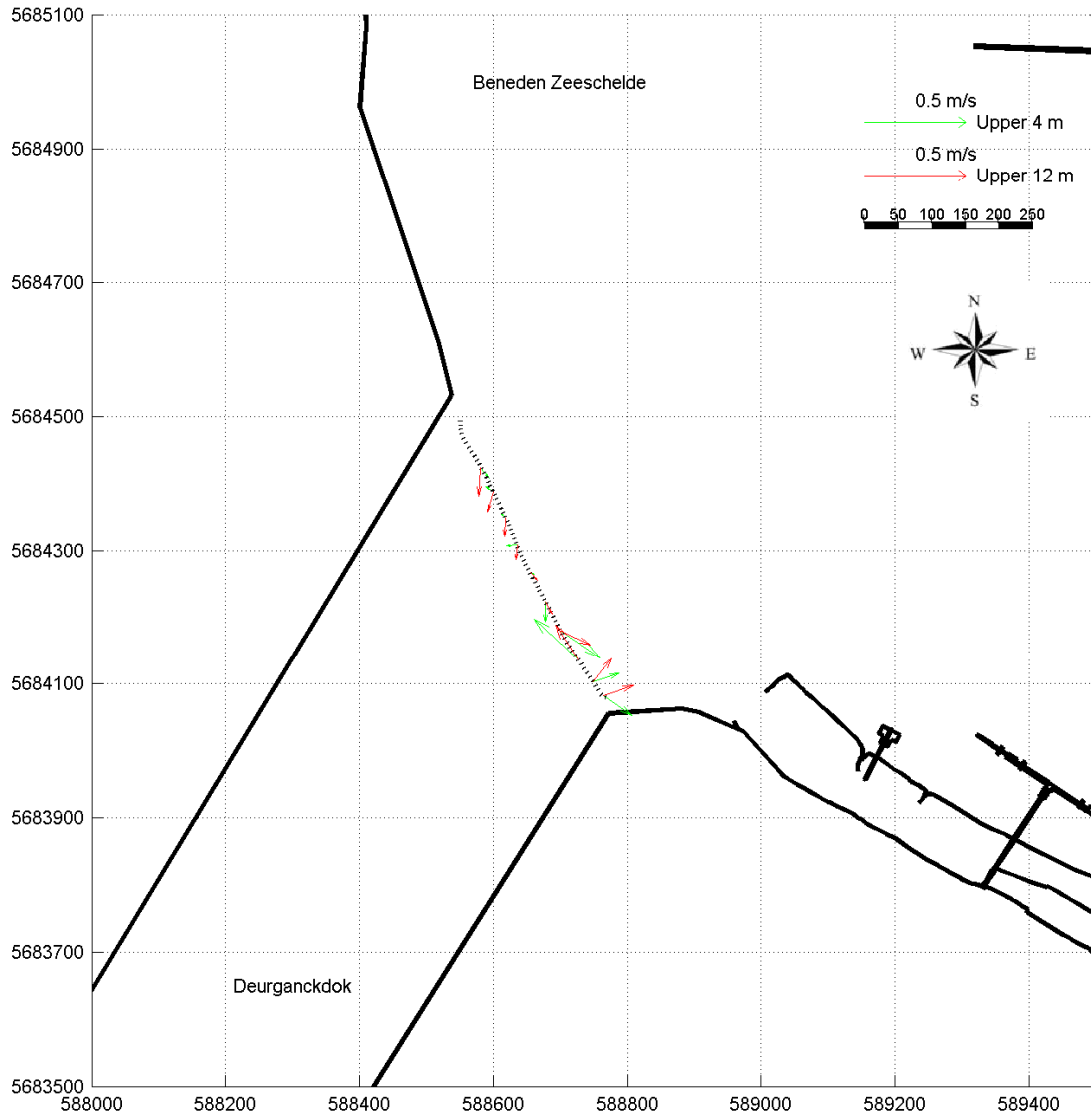 5685100
Beneden Zeeschelde
0.5 m/s
Upper 4 m
5684900
0.5 m/s
Upper 12 m
0 50 100 150 200 250
5684700
N
W E
S
5684500
5684300
5684100
5683900
5683700
Deurganckdok
5683500
588000 588200 588400 588600 588800 589000 589200 589400